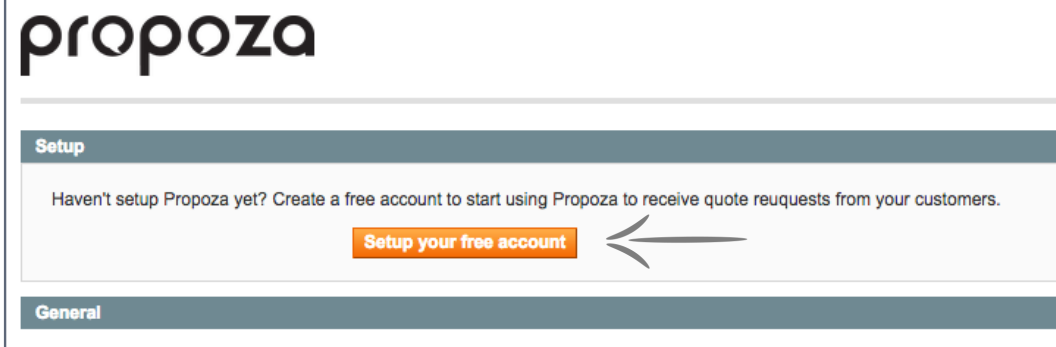 propoza
Setup
Haven't setup Propoza yet? Create a free account to start using Propoza to receive quote reuquests from your customers.
Setup your free account
General